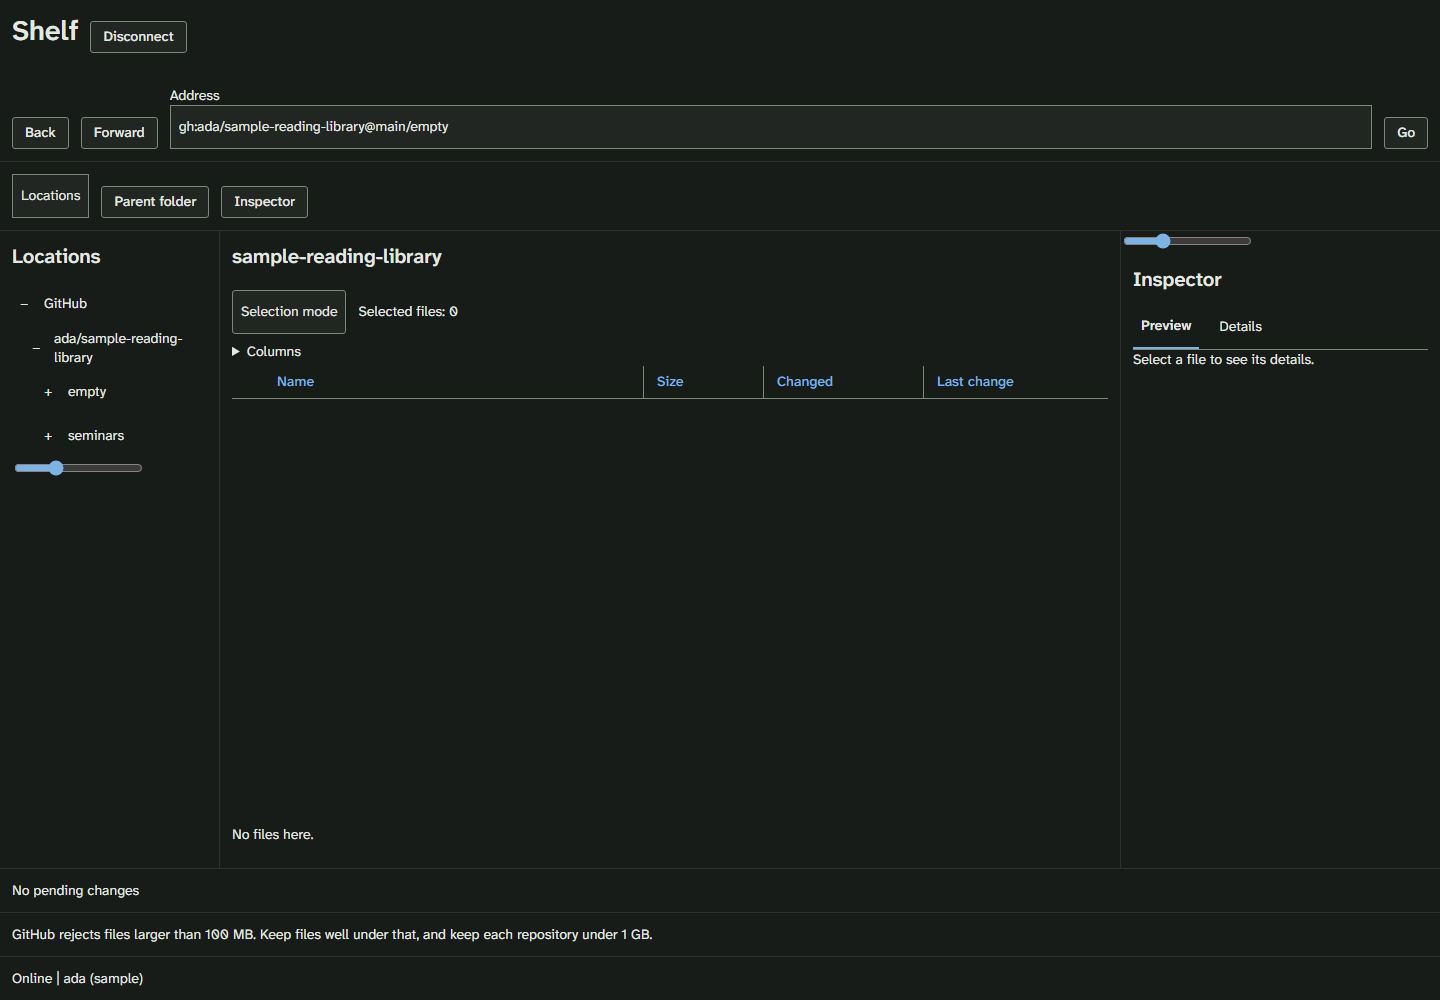 Shelf
Disconnect
Address
Back
Forward
gh:ada/sample-reading-library@main/empty
Go
Locations
Parent folder
Inspector
Locations
– GitHub
– ada/sample-reading-
library
+ empty
+ seminars
sample-reading-library
Selection mode
Selected files: 0
Columns
Name
Size
Changed
Last change
No files here.
Inspector
Preview
Details
Select a file to see its details.
No pending changes
GitHub rejects files larger than 100 MB. Keep files well under that, and keep each repository under 1 GB.
Online | ada (sample)